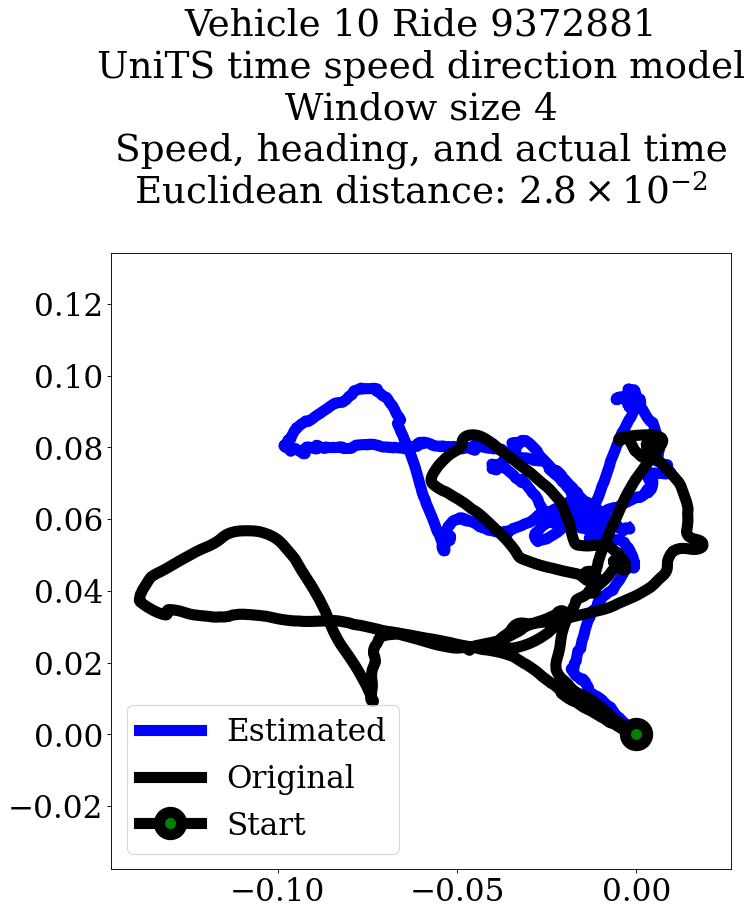 Vehicle 10 Ride 9372881
UniTS time speed direction model
Window size 4
Speed, heading, and actual time
Euclidean distance: 2.8 × 10⁻²
0.12
0.10
0.08
0.06
0.04
0.02
0.00
−0.02
Estimated
Original
Start
−0.10 −0.05 0.00